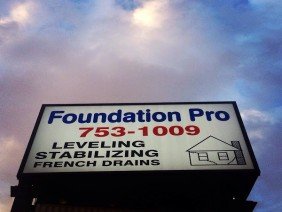 Foundation Pro
753-1009
LEVELING
STABILIZING
FRENCH DRAINS